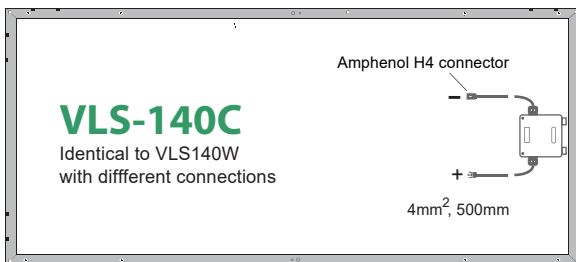 Amphenol H4 connector
VLS-140C
Identical to VLS140W
with diffferent connections
−
+
4mm², 500mm